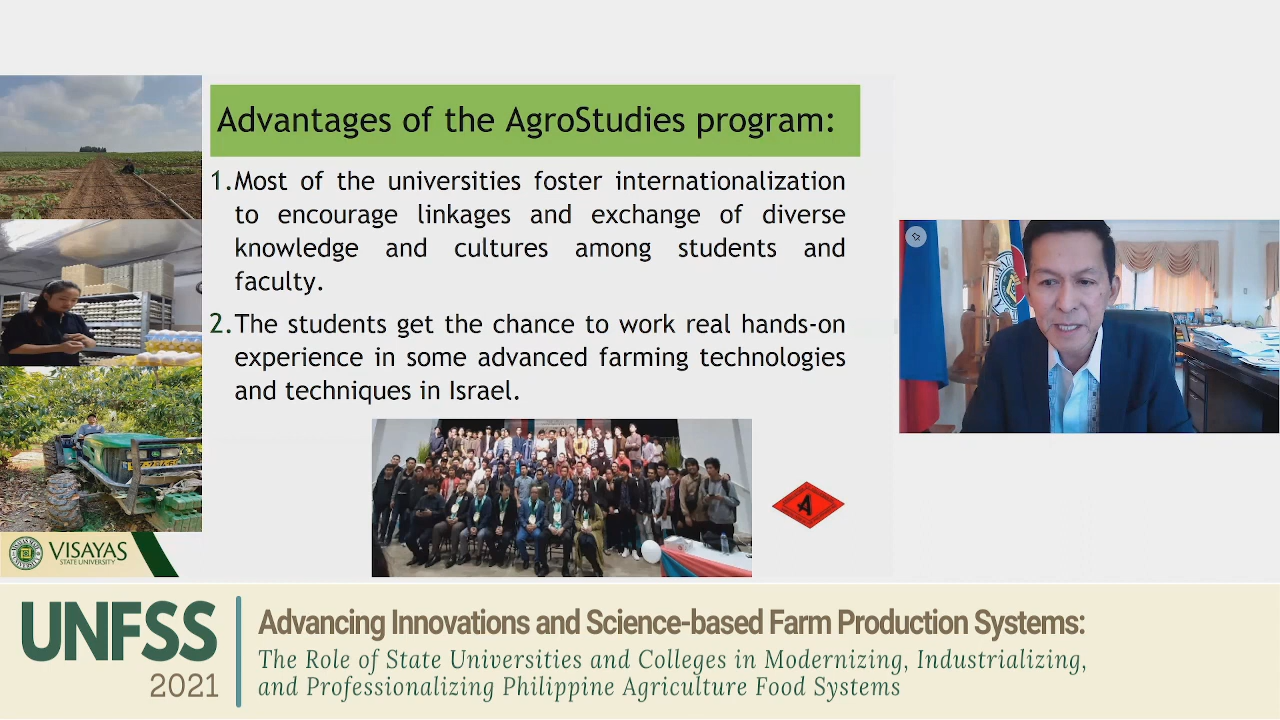 Advantages of the AgroStudies program:
1.Most of the universities foster internationalization
to encourage linkages and exchange of diverse
knowledge and cultures among students and
faculty.
2.The students get the chance to work real hands-on
experience in some advanced farming technologies
and techniques in Israel.
A
VISAYAS
STATE UNIVERSITY
UNFSS
2021
Advancing Innovations and Science-based Farm Production Systems:
The Role of State Universities and Colleges in Modernizing, Industrializing,
and Professionalizing Philippine Agriculture Food Systems